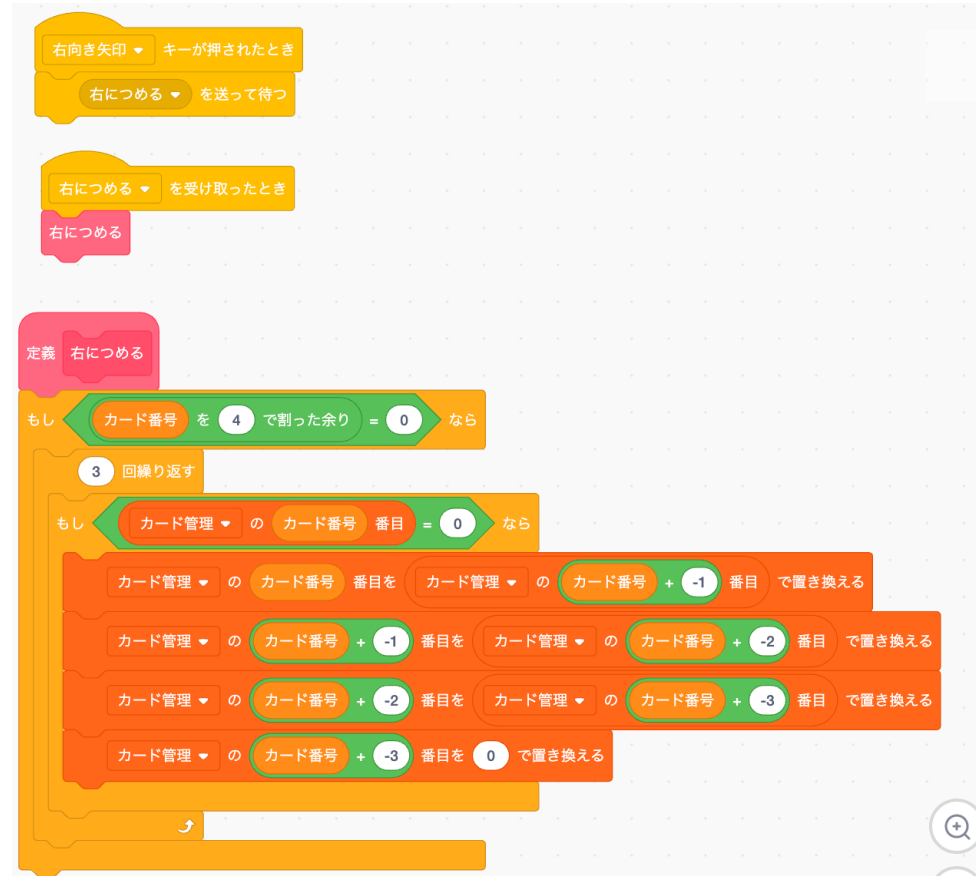 右向き矢印 キーが押されたとき
右につめる を送って待つ
右につめる を受け取ったとき
右につめる
定義 右につめる
もし カード番号 を 4 で割った余り = 0 なら
3 回繰り返す
もし カード管理 の カード番号 番目 = 0 なら
カード管理 の カード番号 番目を カード管理 の カード番号 + -1 番目 で置き換える
カード管理 の カード番号 + -1 番目を カード管理 の カード番号 + -2 番目 で置き換える
カード管理 の カード番号 + -2 番目を カード管理 の カード番号 + -3 番目 で置き換える
カード管理 の カード番号 + -3 番目を 0 で置き換える